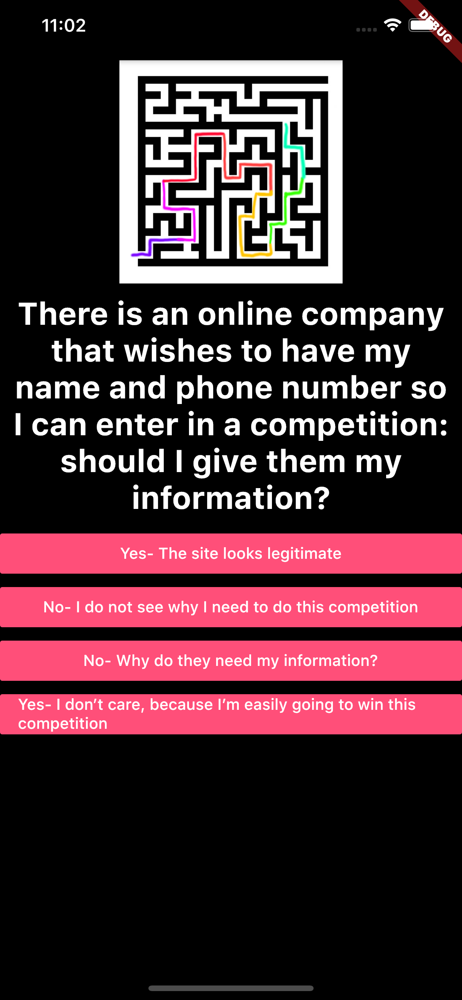 11:02
DEBUG
There is an online company
that wishes to have my
name and phone number so
I can enter in a competition:
should I give them my
information?
Yes- The site looks legitimate
No- I do not see why I need to do this competition
No- Why do they need my information?
Yes- I don’t care, because I’m easily going to win this
competition